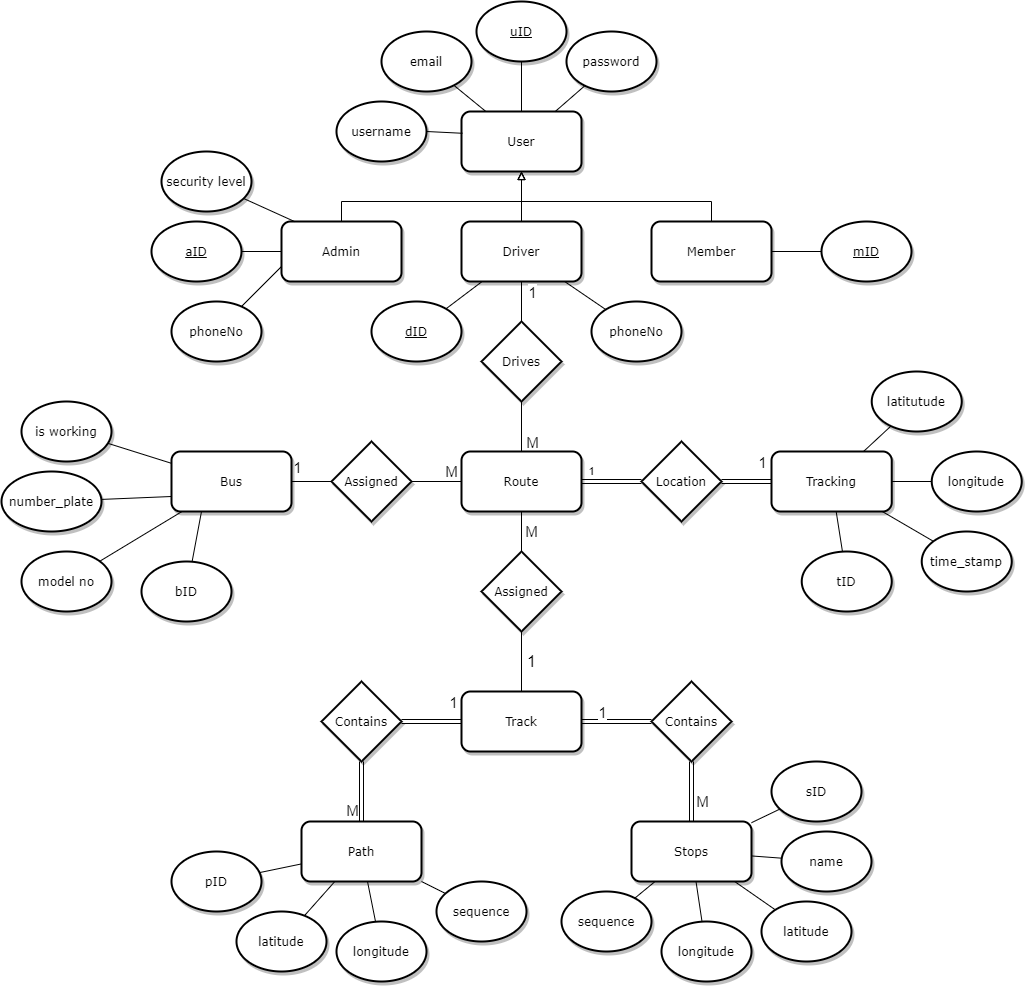 uID
email
password
username
User
security level
aID
Admin
Driver
Member
mID
1
phoneNo
dID
phoneNo
Drives
latitutude
is working
M
Bus
1
Assigned
M
Route
1
Location
1
Tracking
longitude
number_plate
M
time_stamp
model no
bID
Assigned
tID
1
Contains
1
Track
1
Contains
sID
M
M
Path
Stops
name
pID
sequence
sequence
latitude
latitude
longitude
longitude